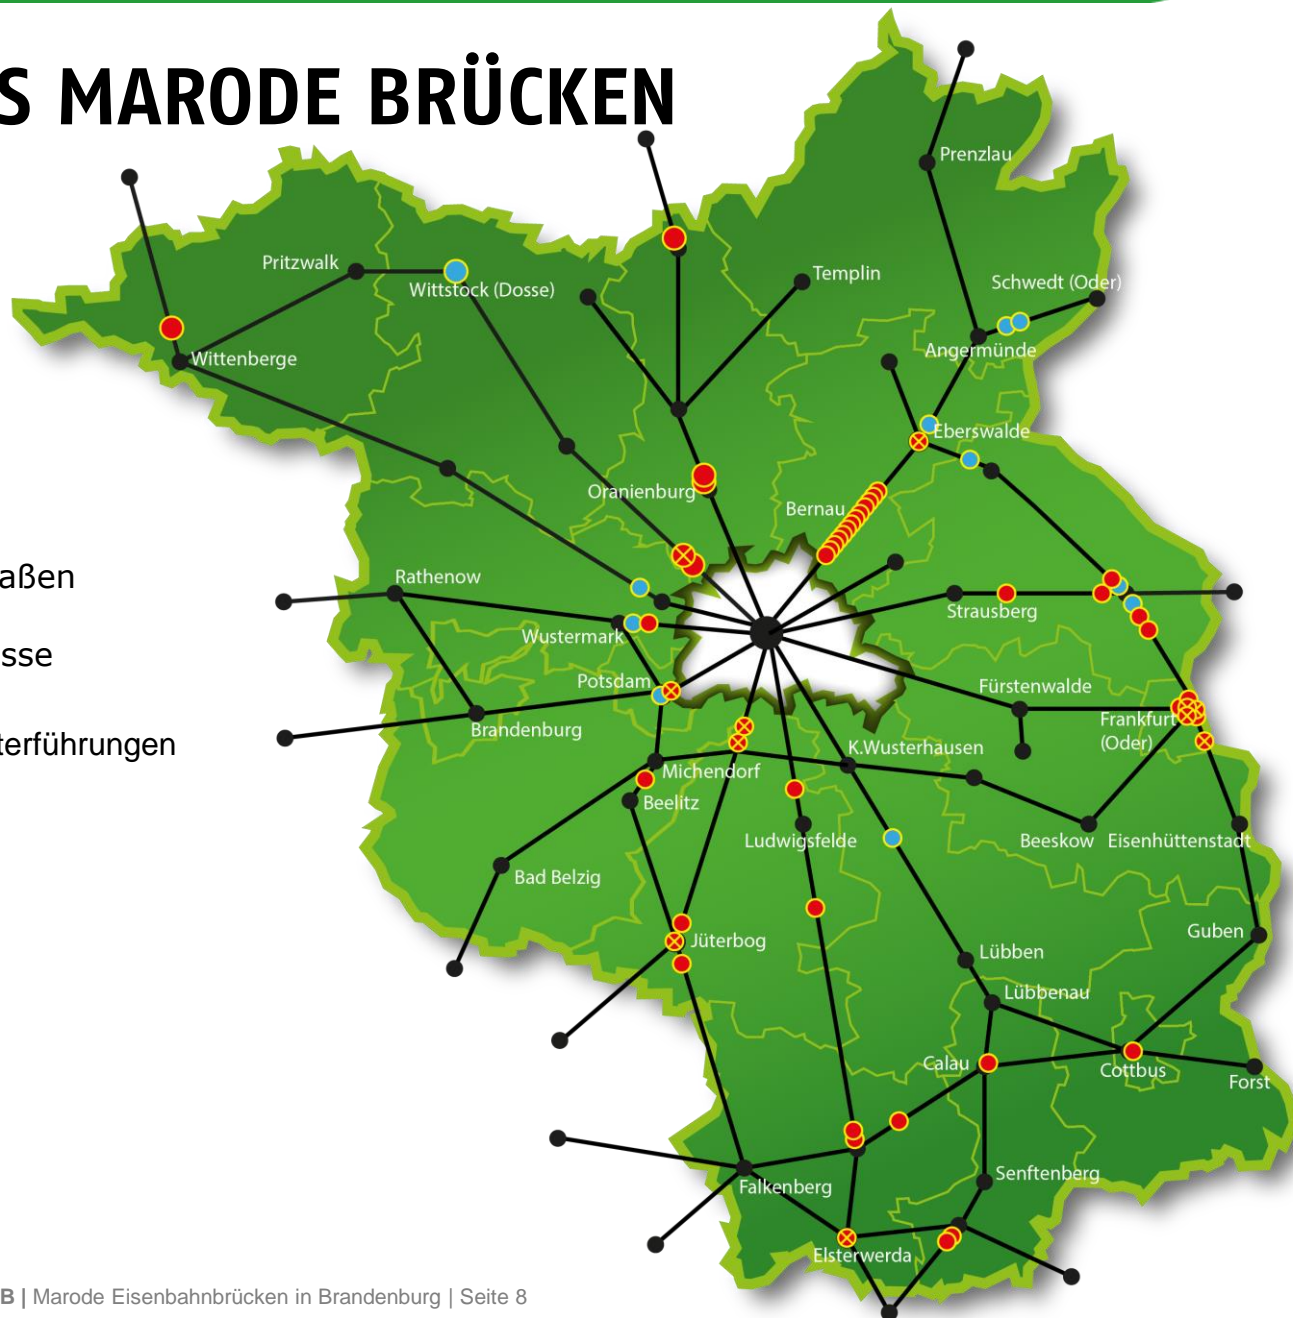 S MARODE BRÜCKEN
Prenzlau
Pritzwalk
Wittstock (Dosse)
Templin
Schwedt (Oder)
Wittenberge
Angermünde
Eberswalde
Oranienburg
Bernau
aßen
Rathenow
Strausberg
Wustermark
sse
Potsdam
Fürstenwalde
Brandenburg
Frankfurt
(Oder)
terführungen
K.Wusterhausen
Michendorf
Beelitz
Ludwigsfelde
Beeskow
Eisenhüttenstadt
Bad Belzig
Guben
Jüterbog
Lübben
Lübbenau
Calau
Cottbus
Forst
Senftenberg
Falkenberg
Elsterwerda
B | Marode Eisenbahnbrücken in Brandenburg | Seite 8